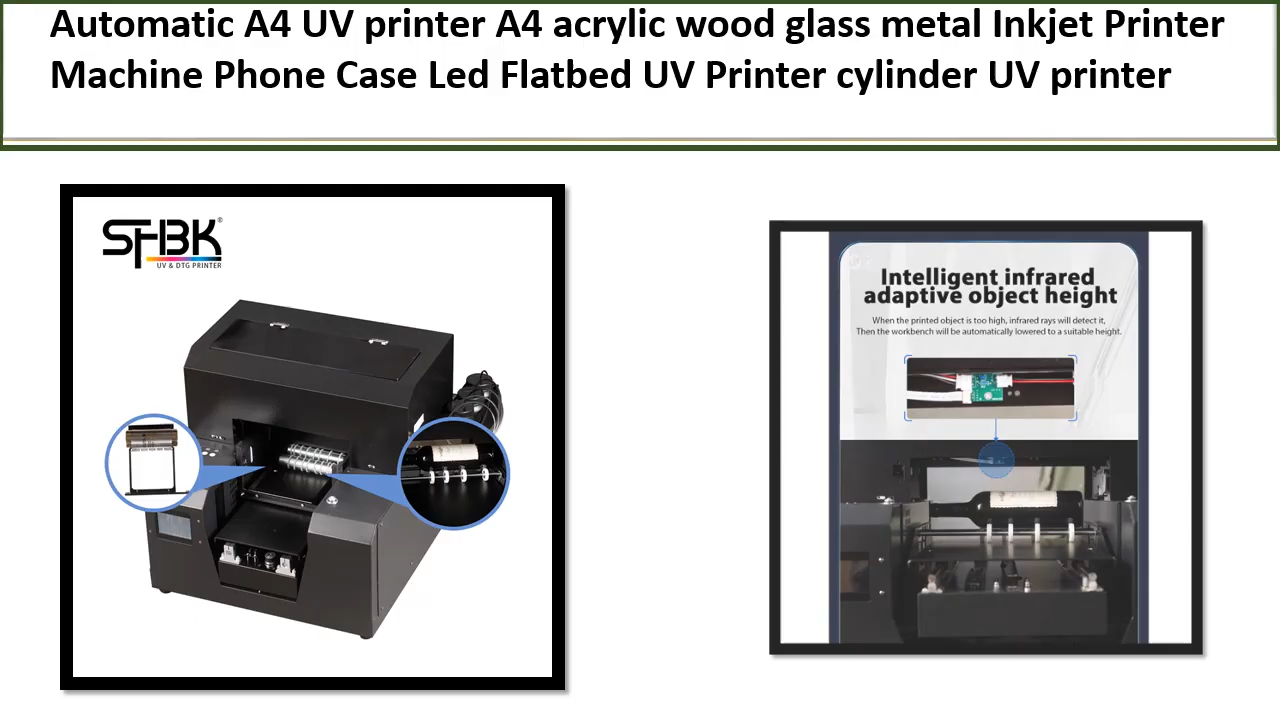 Automatic A4 UV printer A4 acrylic wood glass metal Inkjet Printer
Machine Phone Case Led Flatbed UV Printer cylinder UV printer
SFBK®
UV & DTG PRINTER
Intelligent infrared
adaptive object height
When the printed object is too high, infrared rays will detect it,
Then the workbench will be automatically lowered to a suitable height.